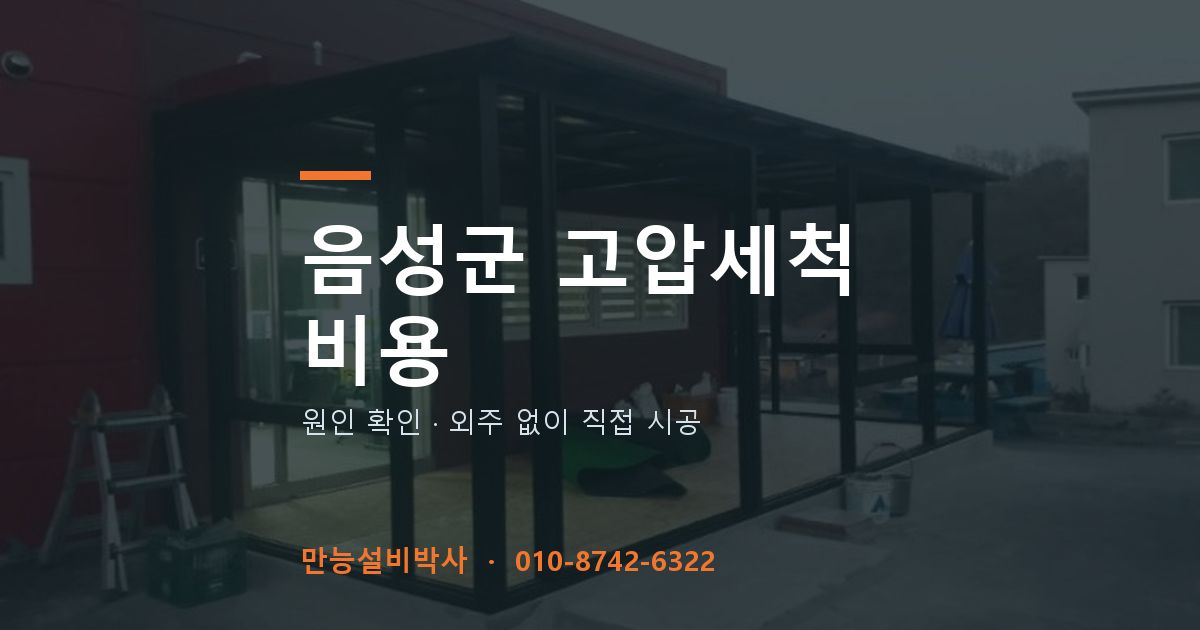 음성군 고압세척
비용
원인 확인 · 외주 없이 직접 시공
만능설비박사 · 010-8742-6322